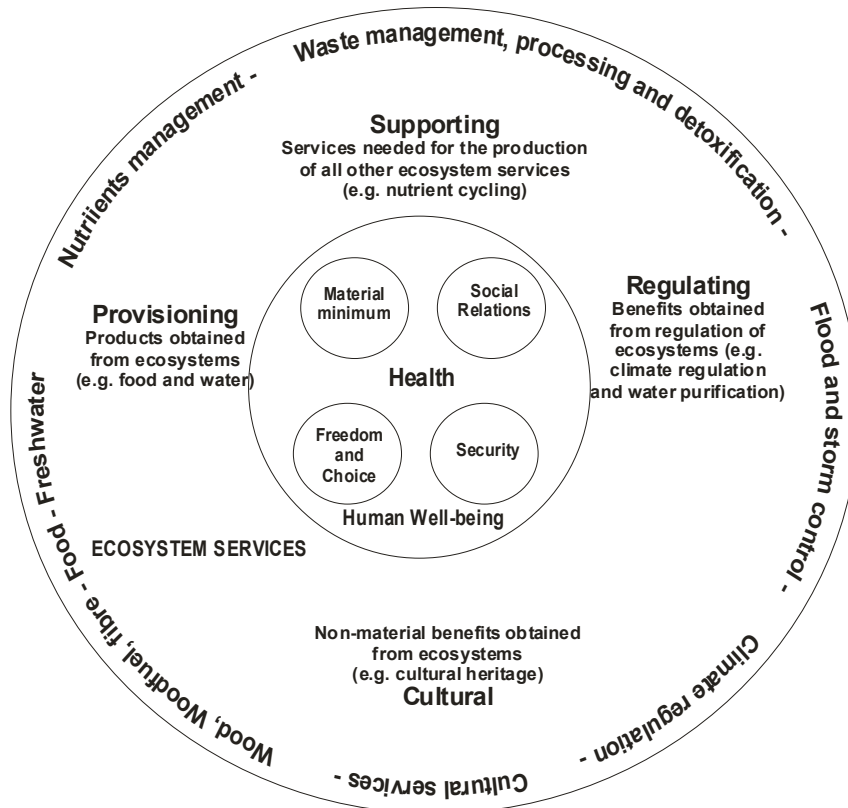 Waste management, processing and detoxification -
Nutriients management -
Supporting
Services needed for the production
of all other ecosystem services
(e.g. nutrient cycling)
Provisioning
Products obtained
from ecosystems
(e.g. food and water)
Material
minimum
Social
Relations
Regulating
Benefits obtained
from regulation of
ecosystems (e.g.
climate regulation
and water purification)
Health
Freedom
and
Choice
Security
Human Well-being
ECOSYSTEM SERVICES
Flood and storm control -
Non-material benefits obtained
from ecosystems
(e.g. cultural heritage)
Cultural
Climate regulation -
Cultural services -
Wood, Woodfuel, fibre - Food - Freshwater